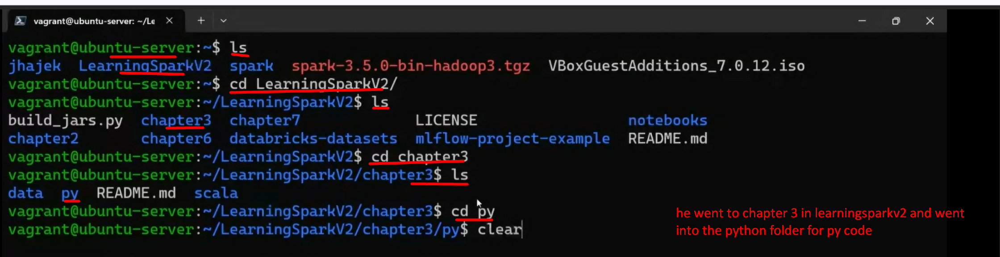 vagrant@ubuntu-server: ~/Le
vagrant@ubuntu-server:~$ ls
jhajek  LearningSparkV2  spark  spark-3.5.0-bin-hadoop3.tgz  VBoxGuestAdditions_7.0.12.iso
vagrant@ubuntu-server:~$ cd LearningSparkV2/
vagrant@ubuntu-server:~/LearningSparkV2$ ls
build_jars.py  chapter3  chapter7  LICENSE  notebooks
chapter2  chapter6  databricks-datasets  mlflow-project-example  README.md
vagrant@ubuntu-server:~/LearningSparkV2$ cd chapter3
vagrant@ubuntu-server:~/LearningSparkV2/chapter3$ ls
data  py  README.md  scala
vagrant@ubuntu-server:~/LearningSparkV2/chapter3$ cd py
vagrant@ubuntu-server:~/LearningSparkV2/chapter3/py$ clear
he went to chapter 3 in learningsparkv2 and went
into the python folder for py code